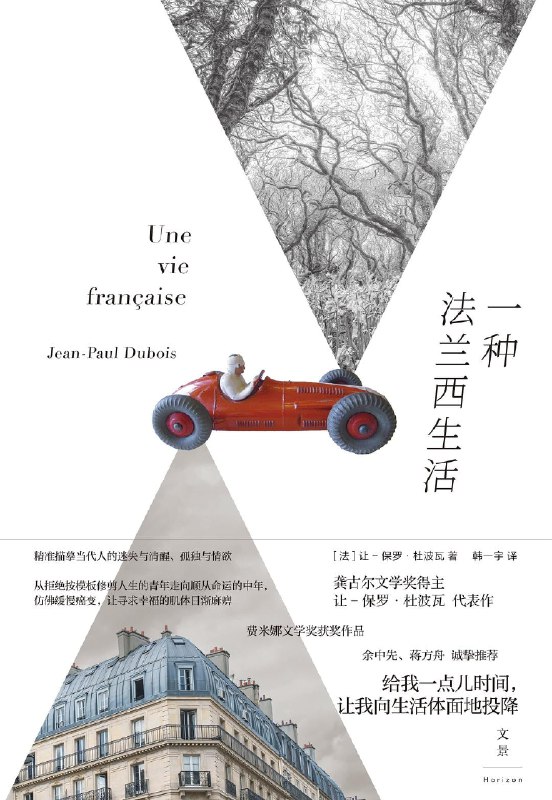 Une
vie
française
Jean-Paul Dubois
一种
法兰西生活
精准描摹当代人的迷失与清醒、孤独与情欲
从拒绝按模板修剪人生的青年走向顺从命运的中年，
仿佛缓慢癌变，让寻求幸福的肌体日渐麻痹
[法]让－保罗·杜波瓦 著 韩一宇 译
龚古尔文学奖得主
让－保罗·杜波瓦 代表作
费米娜文学奖获奖作品
余中先、蒋方舟 诚挚推荐
给我一点儿时间，
让我向生活体面地投降
文景
Horizon